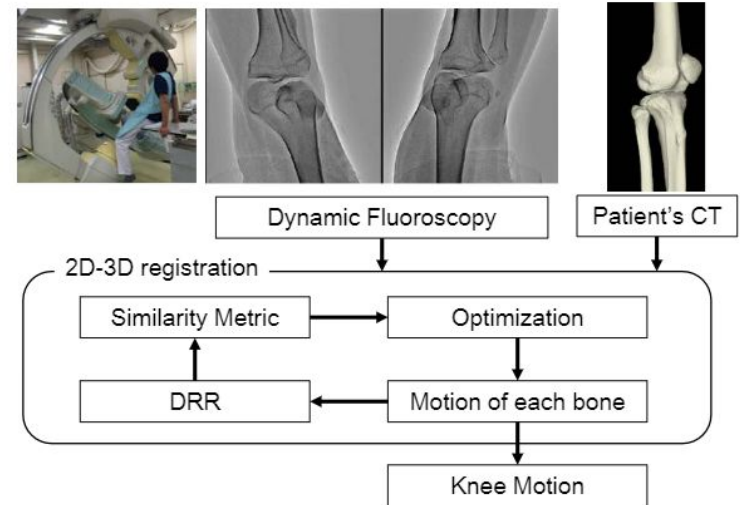 Dynamic Fluoroscopy
Patient's CT
2D-3D registration
Similarity Metric
Optimization
DRR
Motion of each bone
Knee Motion